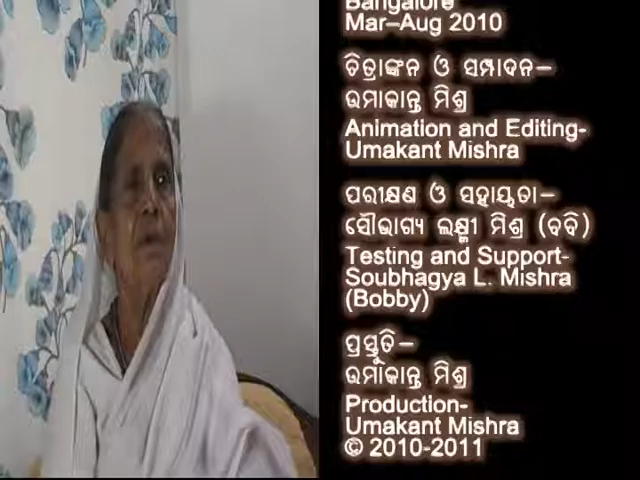 Bangalore
Mar–Aug 2010
ଚିତ୍ରାଙ୍କନ ଓ ସମ୍ପାଦନ–
ଉମାକାନ୍ତ ମିଶ୍ର
Animation and Editing-
Umakant Mishra
ପରୀକ୍ଷଣ ଓ ସହାୟତା–
ସୌଭାଗ୍ୟ ଲକ୍ଷ୍ମୀ ମିଶ୍ର (ବବି)
Testing and Support-
Soubhagya L. Mishra
(Bobby)
ପ୍ରସ୍ତୁତି–
ଉମାକାନ୍ତ ମିଶ୍ର
Production-
Umakant Mishra
© 2010-2011